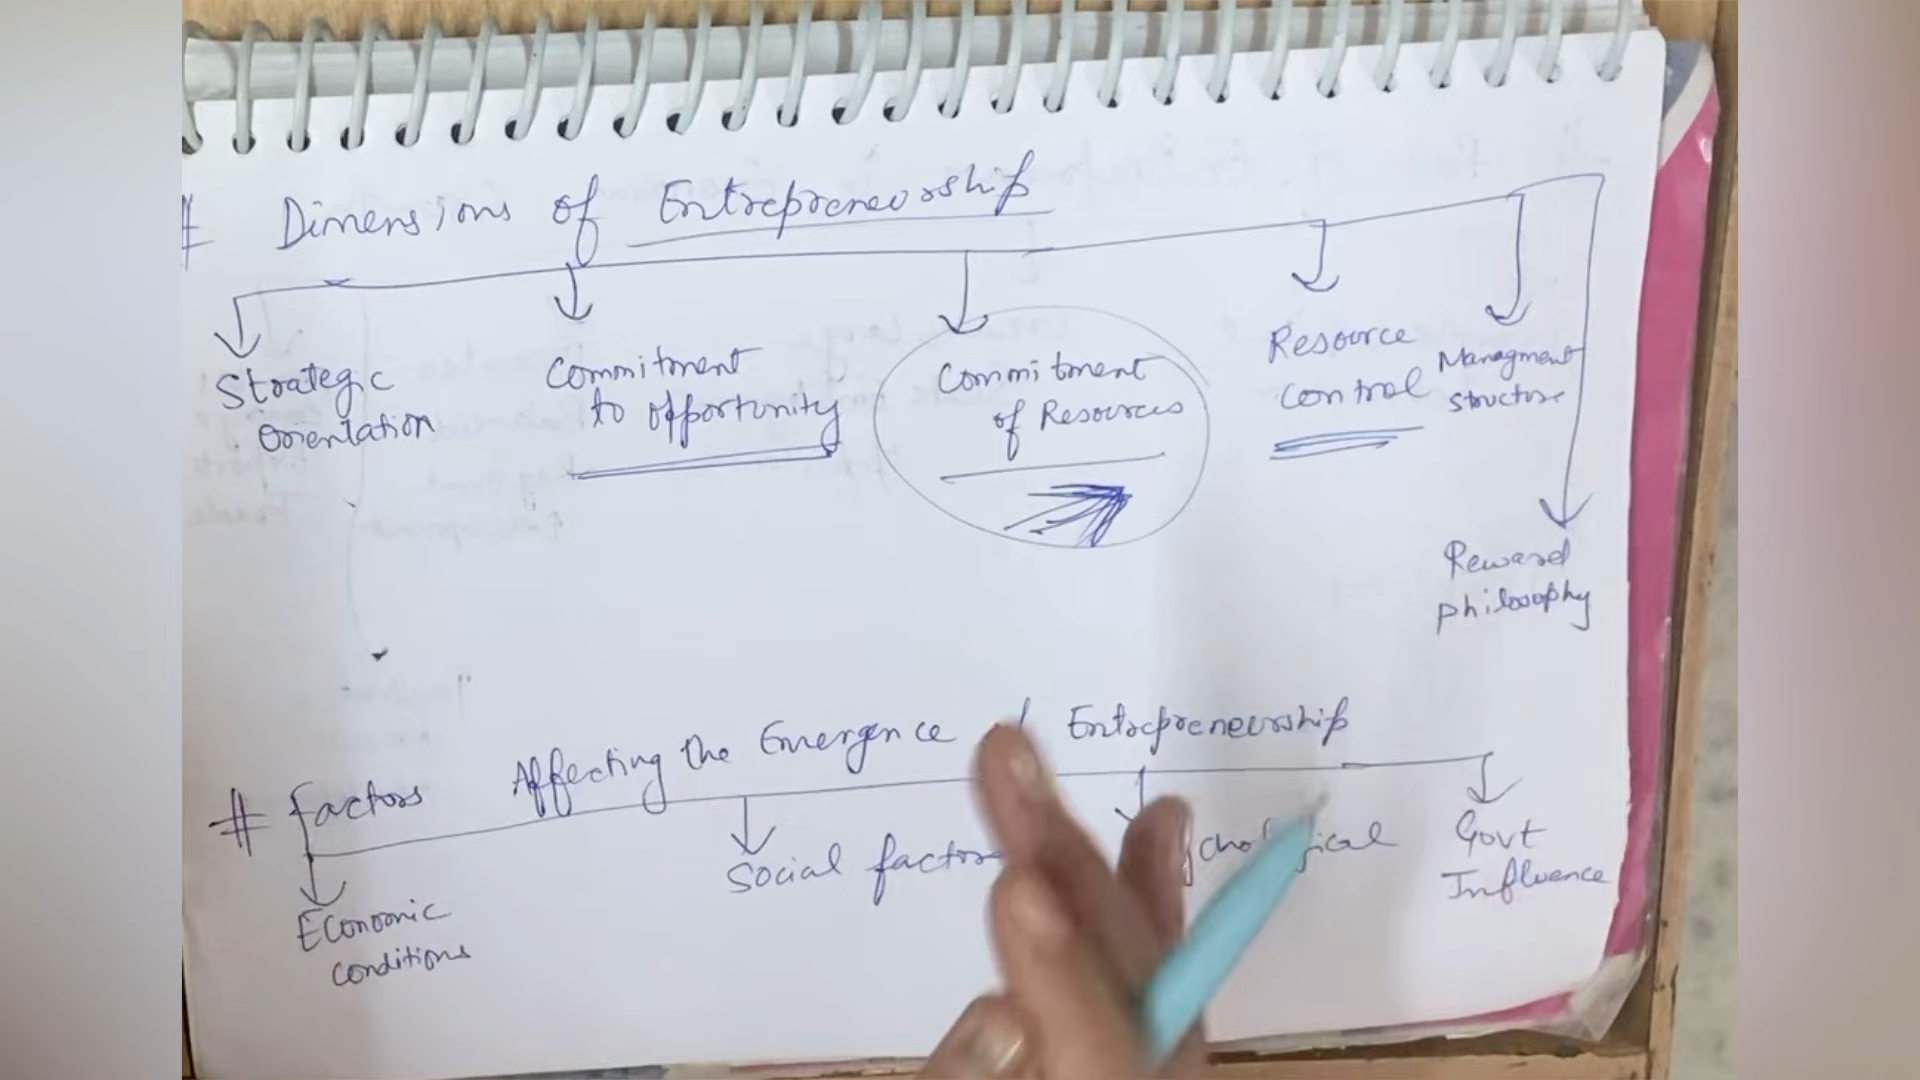 # Dimensions of Entrepreneurship
Strategic
Orientation
Commitment
to opportunity
Commitment
of Resources
Resource
control
Managment
structure
Reward
philosophy
# Factors Affecting the Emergence Entrepreneurship
Economic
conditions
Social factors
Govt
Influence